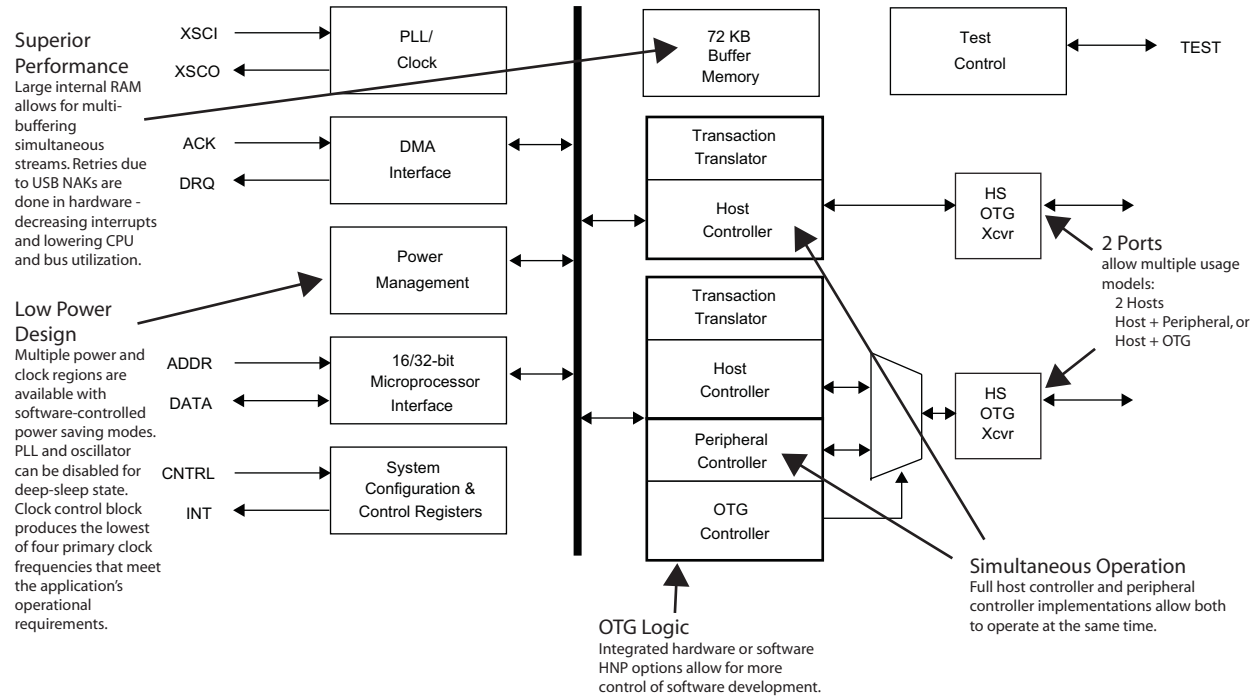 Superior
Performance
Large internal RAM
allows for multi-
buffering
simultaneous
streams. Retries due
to USB NAKs are
done in hardware -
decreasing interrupts
and lowering CPU
and bus utilization.
Low Power
Design
Multiple power and
clock regions are
available with
software-controlled
power saving modes.
PLL and oscillator
can be disabled for
deep-sleep state.
Clock control block
produces the lowest
of four primary clock
frequencies that meet
the application's
operational
requirements.
XSCI
XSCO
PLL/
Clock
ACK
DRQ
DMA
Interface
Power
Management
ADDR
DATA
16/32-bit
Microprocessor
Interface
CNTRL
INT
System
Configuration &
Control Registers
72 KB
Buffer
Memory
Test
Control
TEST
Transaction
Translator
Host
Controller
HS
OTG
Xcvr
2 Ports
allow multiple usage
models:
2 Hosts
Host + Peripheral, or
Host + OTG
Transaction
Translator
Host
Controller
Peripheral
Controller
OTG
Controller
HS
OTG
Xcvr
Simultaneous Operation
Full host controller and peripheral
controller implementations allow both
to operate at the same time.
OTG Logic
Integrated hardware or software
HNP options allow for more
control of software development.